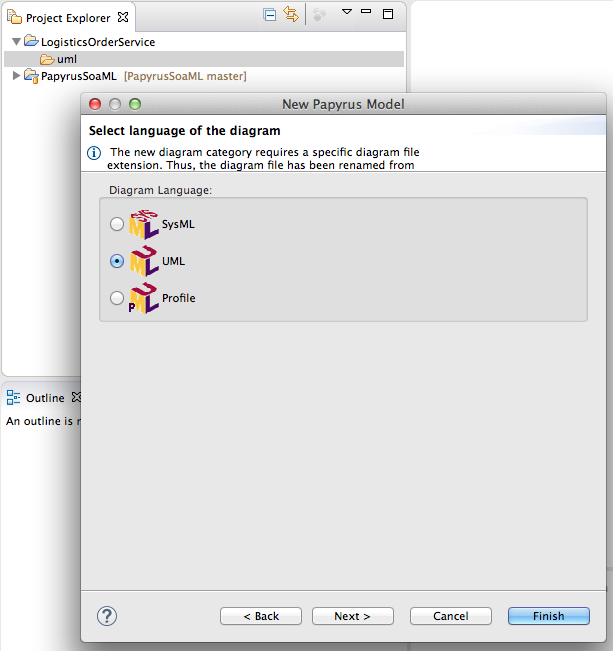 Project Explorer
LogisticsOrderService
uml
PapyrusSoaML [PapyrusSoaML master]
New Papyrus Model
Select language of the diagram
The new diagram category requires a specific diagram file
extension. Thus, the diagram file has been renamed from
Diagram Language:
SysML
UML
Profile
Outline
An outline is
< Back
Next >
Cancel
Finish